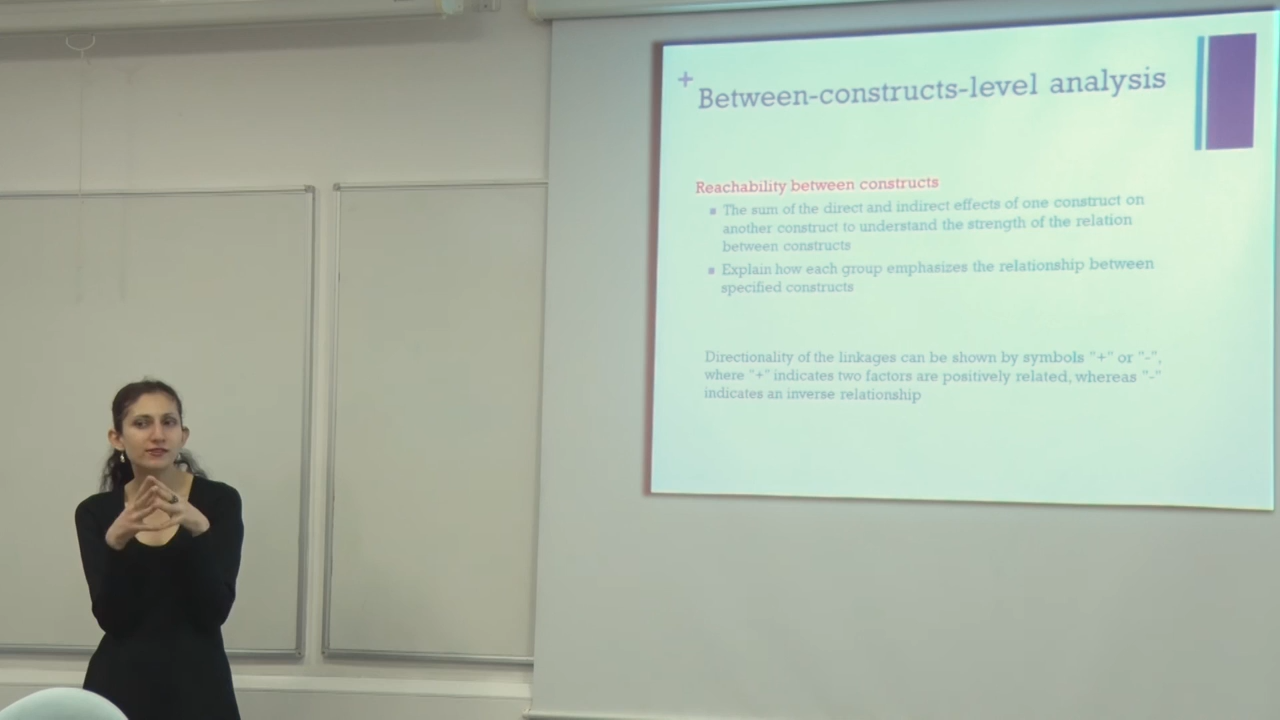 +
Between-constructs-level analysis
Reachability between constructs
▪ The sum of the direct and indirect effects of one construct on
another construct to understand the strength of the relation
between constructs
▪ Explain how each group emphasizes the relationship between
specified constructs
Directionality of the linkages can be shown by symbols "+" or "-",
where "+" indicates two factors are positively related, whereas "-"
indicates an inverse relationship